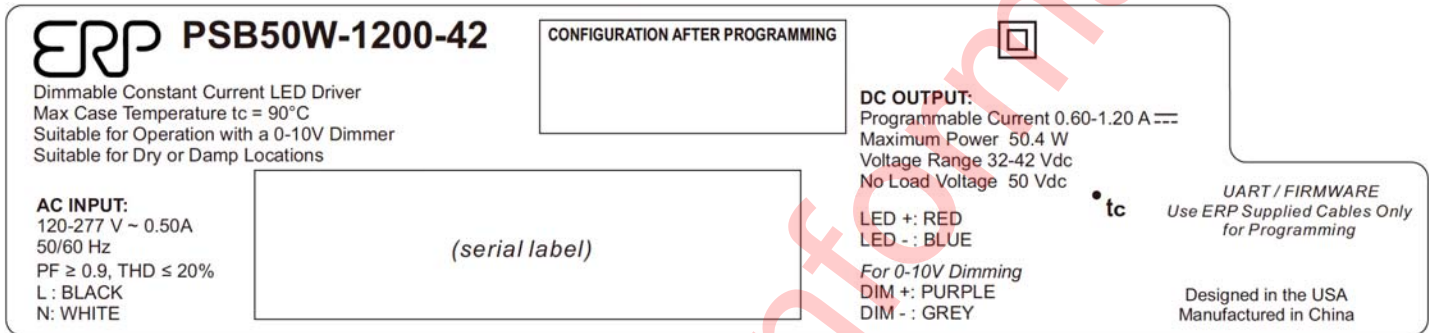 ERP PSB50W-1200-42
Dimmable Constant Current LED Driver
Max Case Temperature tc = 90°C
Suitable for Operation with a 0-10V Dimmer
Suitable for Dry or Damp Locations
CONFIGURATION AFTER PROGRAMMING
AC INPUT:
120-277 V ~ 0.50A
50/60 Hz
PF ≥ 0.9, THD ≤ 20%
L : BLACK
N: WHITE
(serial label)
DC OUTPUT:
Programmable Current 0.60-1.20 A ⎓
Maximum Power 50.4 W
Voltage Range 32-42 Vdc
No Load Voltage 50 Vdc
LED +: RED
LED - : BLUE
For 0-10V Dimming
DIM +: PURPLE
DIM - : GREY
tc
UART / FIRMWARE
Use ERP Supplied Cables Only
for Programming
Designed in the USA
Manufactured in China